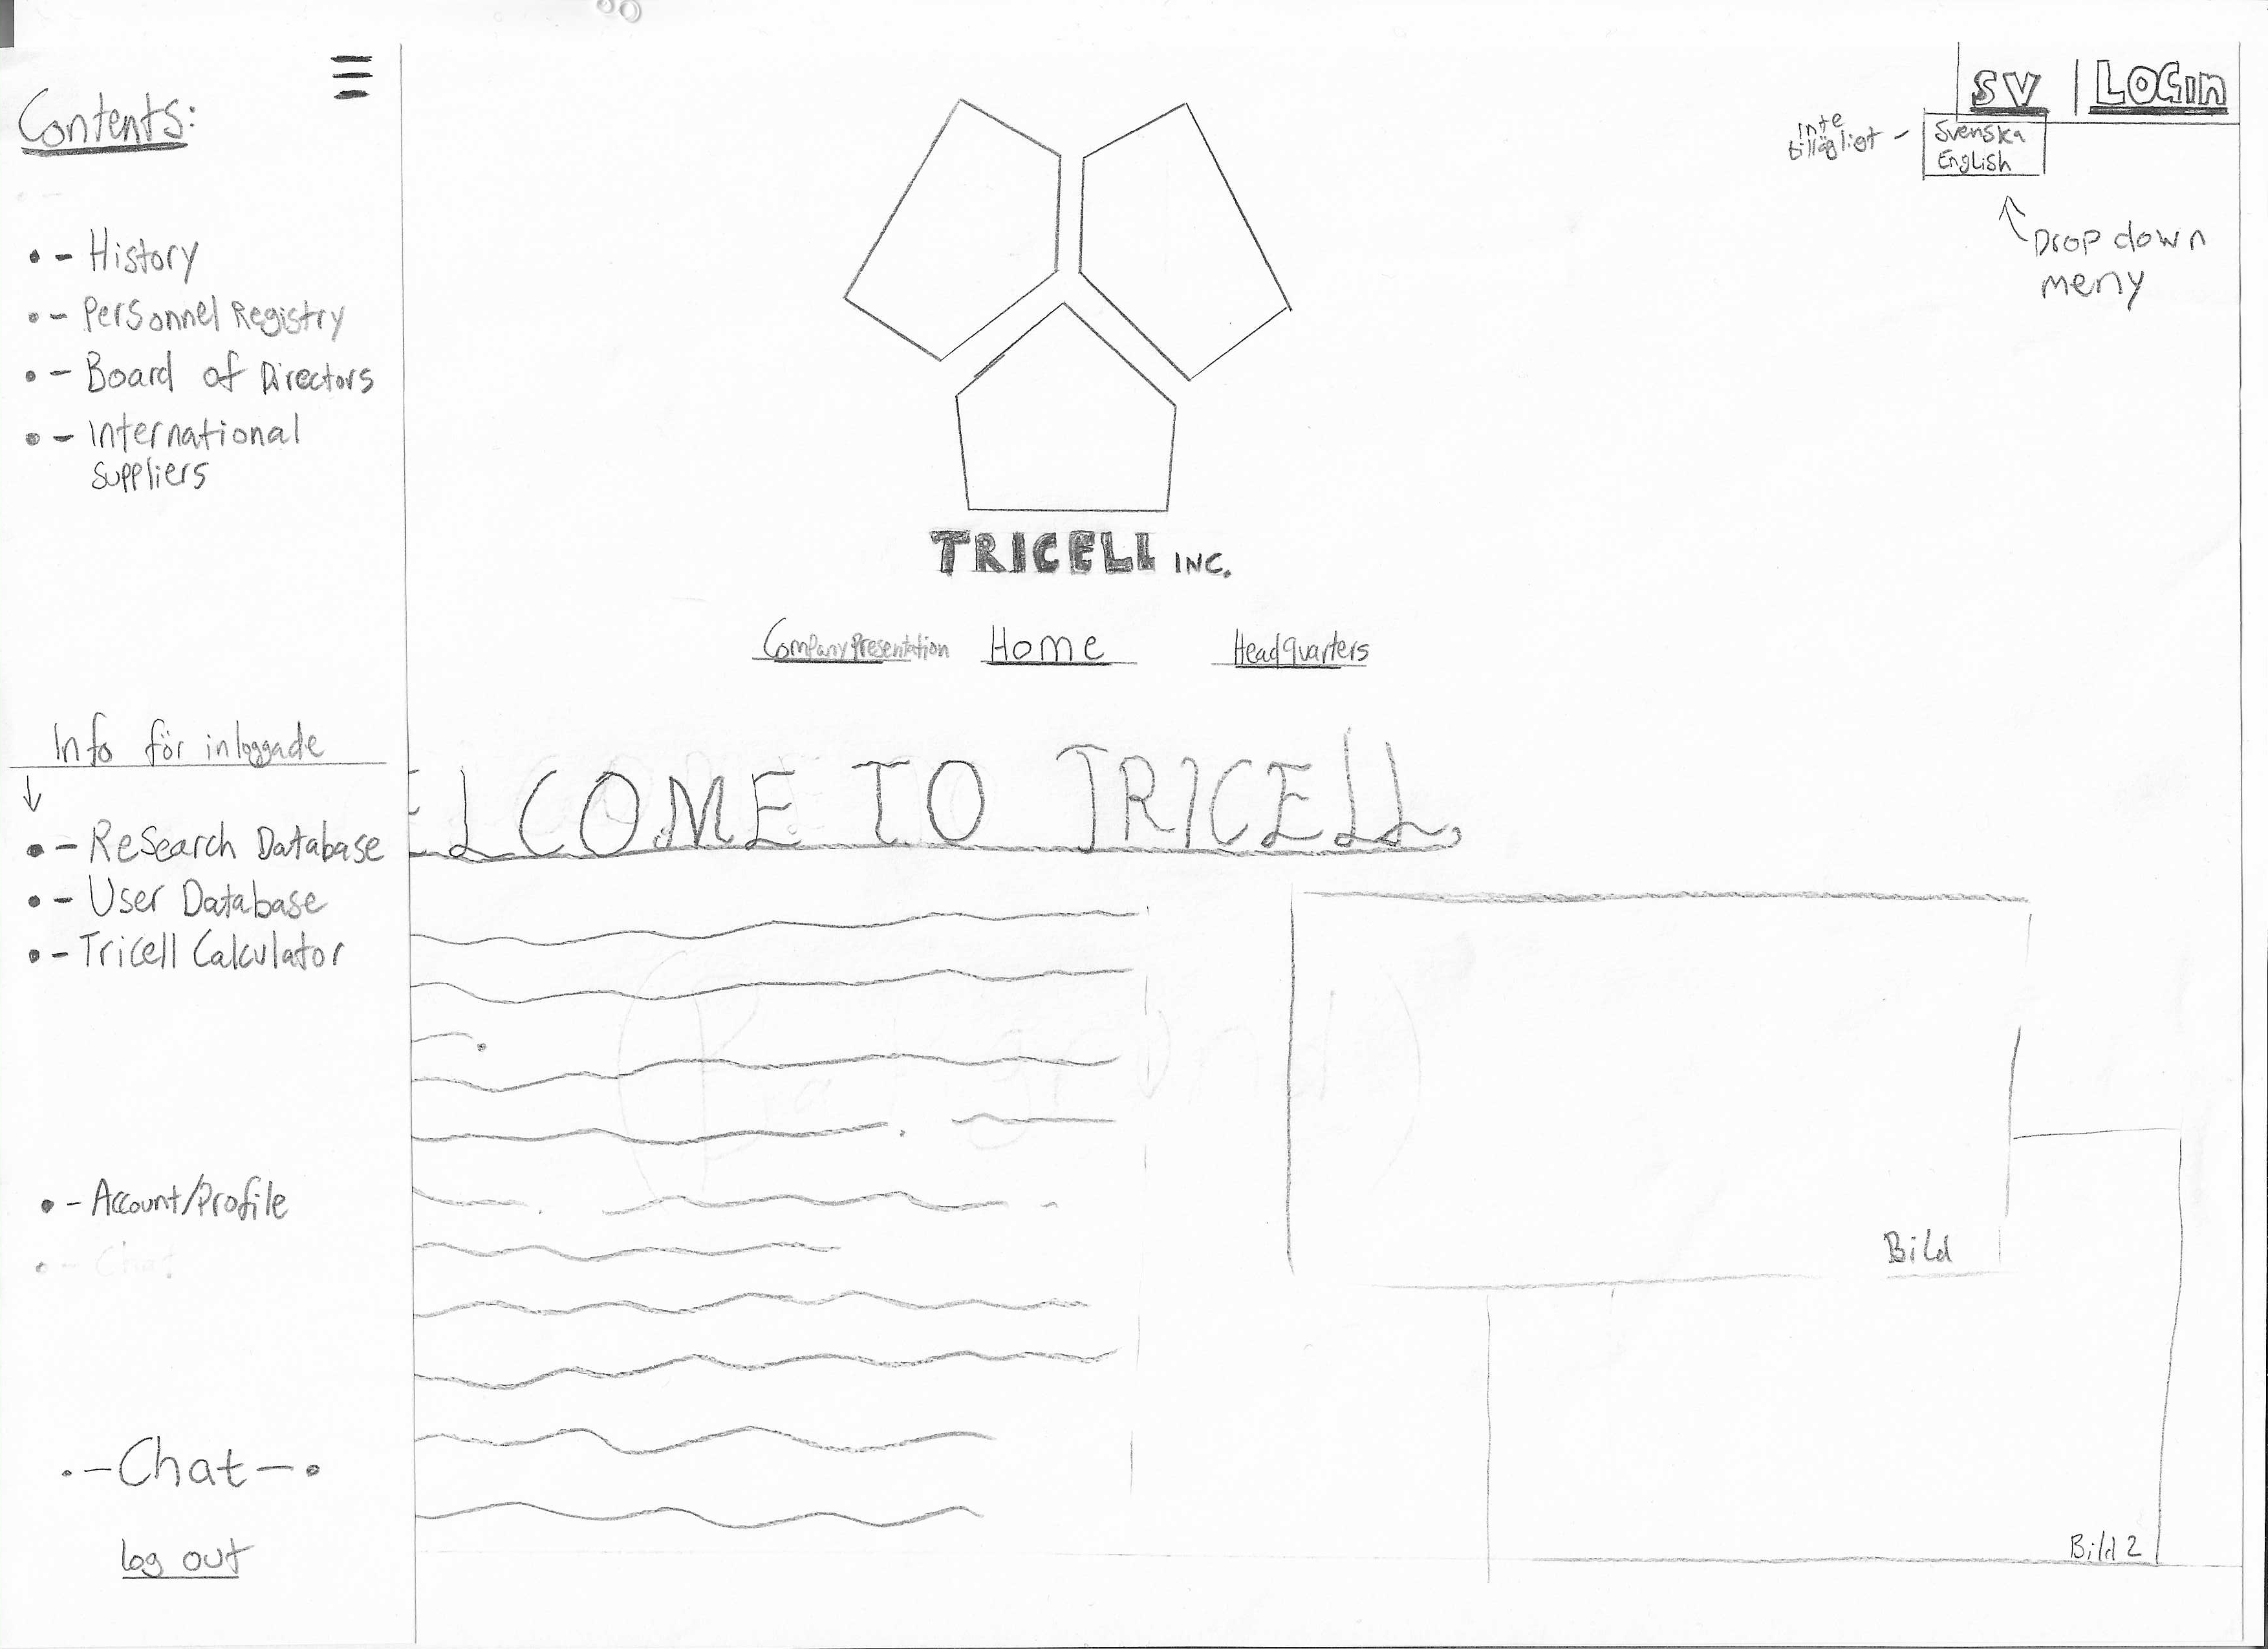 Contents:
- History
- Personnel Registry
- Board of Directors
- International
suppliers
Info för inloggade
- Research Database
- User Database
- Tricell Calculator
- Account/Profile
- Chat
- Chat -
log out
SV | LOGIn
inte
tillägligt -
Svenska
English
Drop down
meny
TRICELL INC.
Company Presentation Home Headquarters
ELCOME TO TRICELL.
Bild
Bild 2